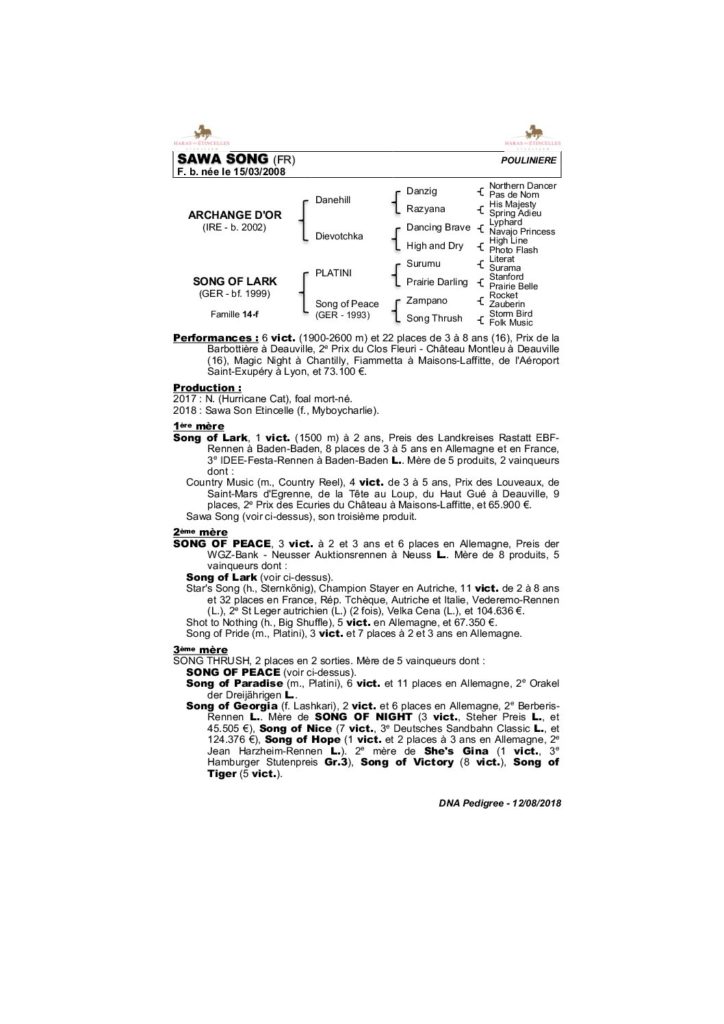 HARAS DES ETINCELLES
HARAS DES ETINCELLES
SAWA SONG (FR) POULINIERE
F. b. née le 15/03/2008
ARCHANGE D'OR
(IRE - b. 2002)
SONG OF LARK
(GER - bf. 1999)
Famille 14-f
Danehill
Dievotchka
PLATINI
Song of Peace
(GER - 1993)
Danzig
Razyana
Dancing Brave
High and Dry
Surumu
Prairie Darling
Zampano
Song Thrush
Northern Dancer
Pas de Nom
His Majesty
Spring Adieu
Lyphard
Navajo Princess
High Line
Photo Flash
Literat
Surama
Stanford
Prairie Belle
Rocket
Zauberin
Storm Bird
Folk Music
Performances : 6 vict. (1900-2600 m) et 22 places de 3 à 8 ans (16), Prix de la
Barbottière à Deauville, 2e Prix du Clos Fleuri - Château Montleu à Deauville
(16), Magic Night à Chantilly, Fiammetta à Maisons-Laffitte, de l'Aéroport
Saint-Exupéry à Lyon, et 73.100 €.
Production :
2017 : N. (Hurricane Cat), foal mort-né.
2018 : Sawa Son Etincelle (f., Myboycharlie).
1ère mère
Song of Lark, 1 vict. (1500 m) à 2 ans, Preis des Landkreises Rastatt EBF-
Rennen à Baden-Baden, 8 places de 3 à 5 ans en Allemagne et en France,
3e IDEE-Festa-Rennen à Baden-Baden L.. Mère de 5 produits, 2 vainqueurs
dont :
Country Music (m., Country Reel), 4 vict. de 3 à 5 ans, Prix des Louveaux, de
Saint-Mars d'Egrenne, de la Tête au Loup, du Haut Gué à Deauville, 9
places, 2e Prix des Ecuries du Château à Maisons-Laffitte, et 65.900 €.
Sawa Song (voir ci-dessus), son troisième produit.
2ème mère
SONG OF PEACE, 3 vict. à 2 et 3 ans et 6 places en Allemagne, Preis der
WGZ-Bank - Neusser Auktionsrennen à Neuss L.. Mère de 8 produits, 5
vainqueurs dont :
Song of Lark (voir ci-dessus).
Star's Song (h., Sternkönig), Champion Stayer en Autriche, 11 vict. de 2 à 8 ans
et 32 places en France, Rép. Tchèque, Autriche et Italie, Vederemo-Rennen
(L.), 2e St Leger autrichien (L.) (2 fois), Velka Cena (L.), et 104.636 €.
Shot to Nothing (h., Big Shuffle), 5 vict. en Allemagne, et 67.350 €.
Song of Pride (m., Platini), 3 vict. et 7 places à 2 et 3 ans en Allemagne.
3ème mère
SONG THRUSH, 2 places en 2 sorties. Mère de 5 vainqueurs dont :
SONG OF PEACE (voir ci-dessus).
Song of Paradise (m., Platini), 6 vict. et 11 places en Allemagne, 2e Orakel
der Dreijährigen L..
Song of Georgia (f. Lashkari), 2 vict. et 6 places en Allemagne, 2e Berberis-
Rennen L.. Mère de SONG OF NIGHT (3 vict., Steher Preis L., et
45.505 €), Song of Nice (7 vict., 3e Deutsches Sandbahn Classic L., et
124.376 €), Song of Hope (1 vict. et 2 places à 3 ans en Allemagne, 2e
Jean Harzheim-Rennen L.). 2e mère de She's Gina (1 vict., 3e
Hamburger Stutenpreis Gr.3), Song of Victory (8 vict.), Song of
Tiger (5 vict.).
DNA Pedigree - 12/08/2018